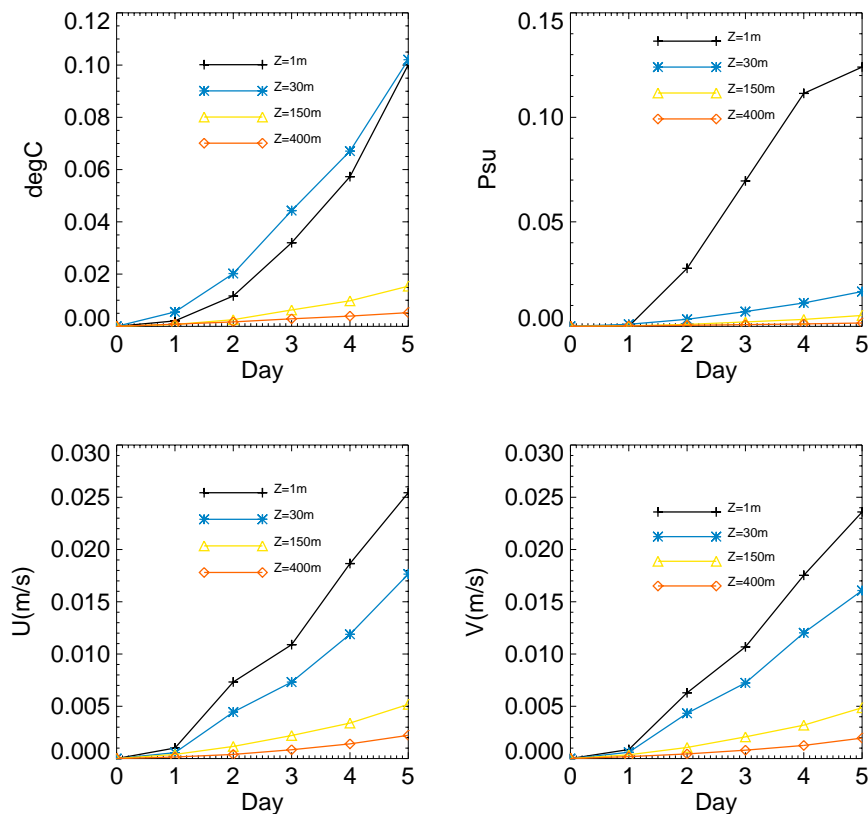 degC
0.12
0.10
0.08
0.06
0.04
0.02
0.00
0 1 2 3 4 5
Day
Z=1m
Z=30m
Z=150m
Z=400m
Psu
0.15
0.10
0.05
0.00
0 1 2 3 4 5
Day
Z=1m
Z=30m
Z=150m
Z=400m
U(m/s)
0.030
0.025
0.020
0.015
0.010
0.005
0.000
0 1 2 3 4 5
Day
Z=1m
Z=30m
Z=150m
Z=400m
V(m/s)
0.030
0.025
0.020
0.015
0.010
0.005
0.000
0 1 2 3 4 5
Day
Z=1m
Z=30m
Z=150m
Z=400m